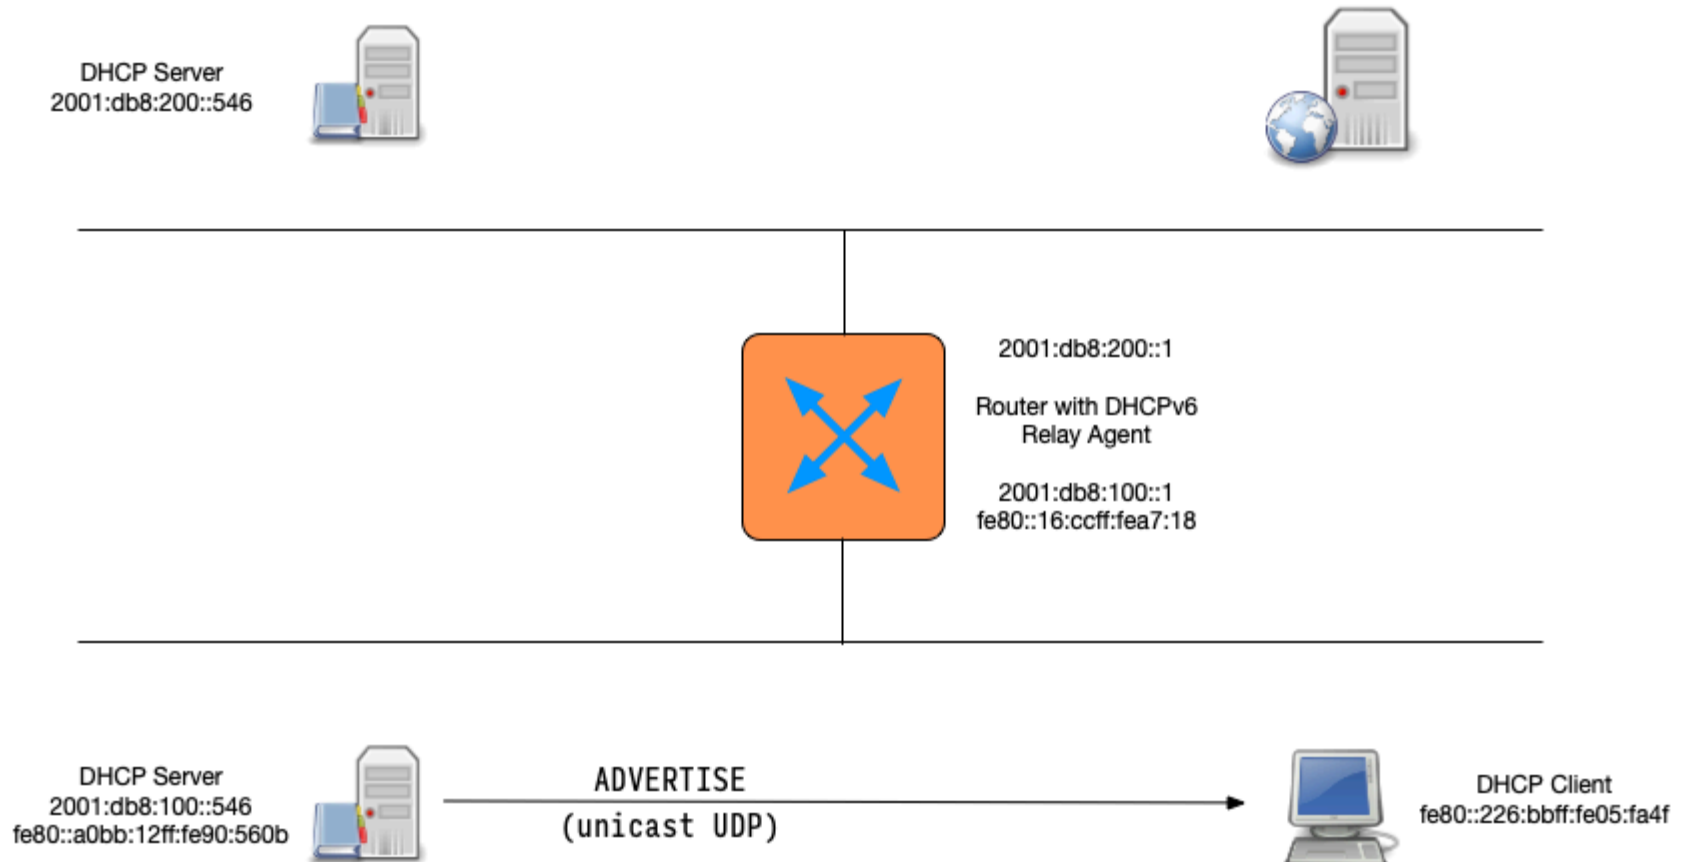 DHCP Server
2001:db8:200::546
2001:db8:200::1
Router with DHCPv6
Relay Agent
2001:db8:100::1
fe80::16:ccff:fea7:18
DHCP Server
2001:db8:100::546
fe80::a0bb:12ff:fe90:560b
ADVERTISE
(unicast UDP)
DHCP Client
fe80::226:bbff:fe05:fa4f